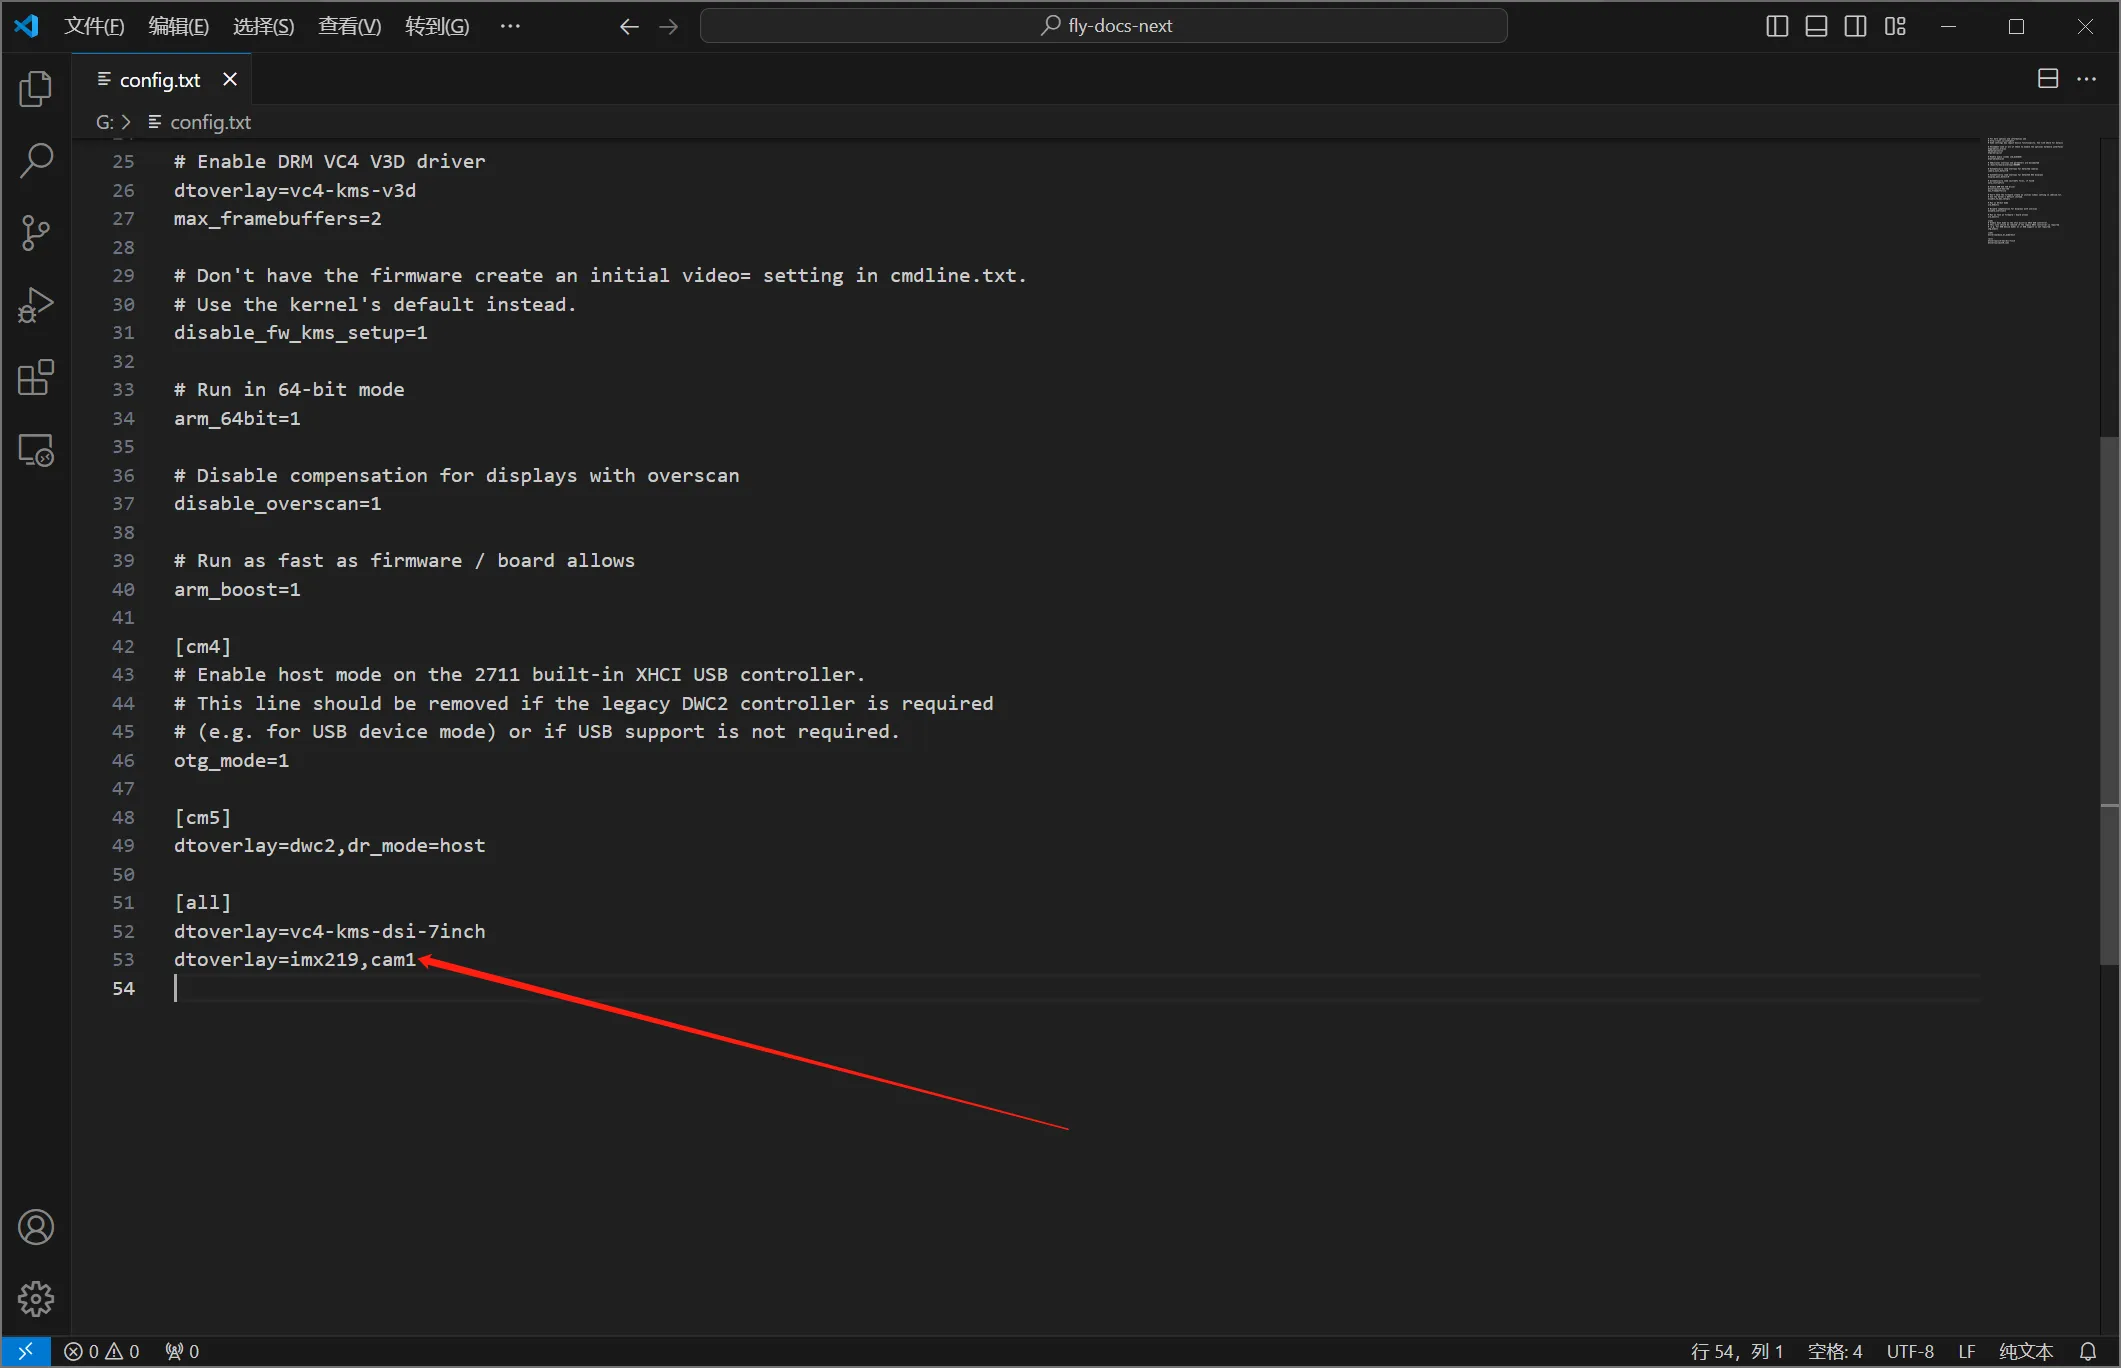 文件(F) 编辑(E) 选择(S) 查看(V) 转到(G) ··· fly-docs-next
config.txt
G: > config.txt
25 # Enable DRM VC4 V3D driver
26 dtoverlay=vc4-kms-v3d
27 max_framebuffers=2
28
29 # Don't have the firmware create an initial video= setting in cmdline.txt.
30 # Use the kernel's default instead.
31 disable_fw_kms_setup=1
32
33 # Run in 64-bit mode
34 arm_64bit=1
35
36 # Disable compensation for displays with overscan
37 disable_overscan=1
38
39 # Run as fast as firmware / board allows
40 arm_boost=1
41
42 [cm4]
43 # Enable host mode on the 2711 built-in XHCI USB controller.
44 # This line should be removed if the legacy DWC2 controller is required
45 # (e.g. for USB device mode) or if USB support is not required.
46 otg_mode=1
47
48 [cm5]
49 dtoverlay=dwc2,dr_mode=host
50
51 [all]
52 dtoverlay=vc4-kms-dsi-7inch
53 dtoverlay=imx219,cam1
54
0 0 0 行 54，列 1 空格: 4 UTF-8 LF 纯文本